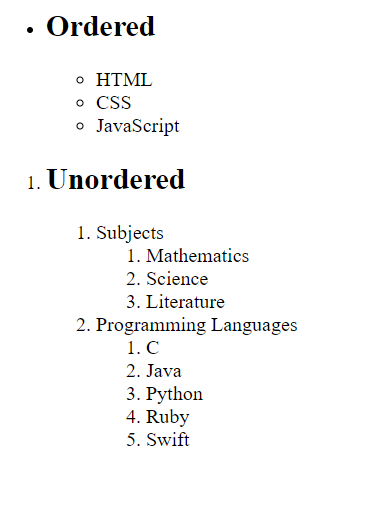 • Ordered
◦ HTML
◦ CSS
◦ JavaScript
1. Unordered
1. Subjects
1. Mathematics
2. Science
3. Literature
2. Programming Languages
1. C
2. Java
3. Python
4. Ruby
5. Swift